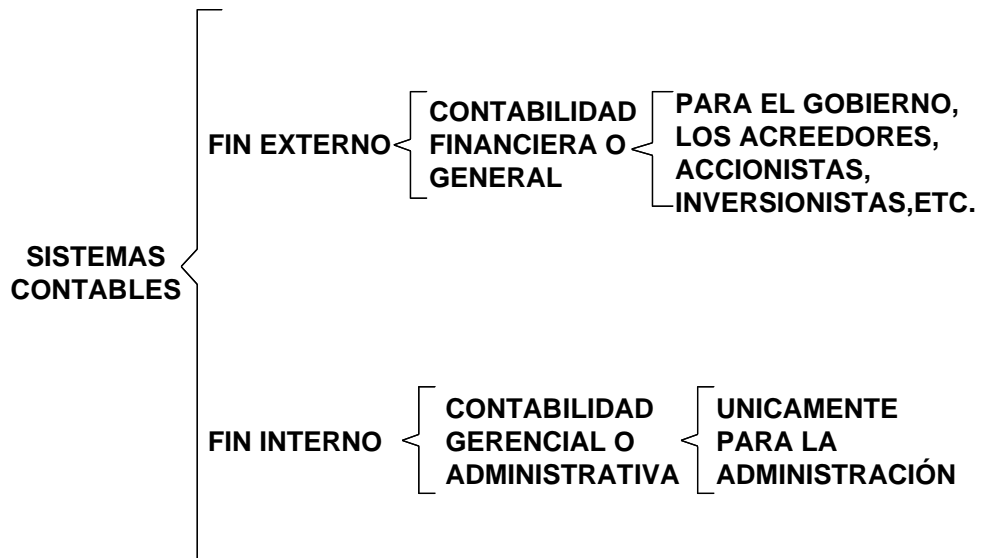 SISTEMAS
CONTABLES
FIN EXTERNO
CONTABILIDAD
FINANCIERA O
GENERAL
PARA EL GOBIERNO,
LOS ACREEDORES,
ACCIONISTAS,
INVERSIONISTAS,ETC.
FIN INTERNO
CONTABILIDAD
GERENCIAL O
ADMINISTRATIVA
UNICAMENTE
PARA LA
ADMINISTRACIÓN